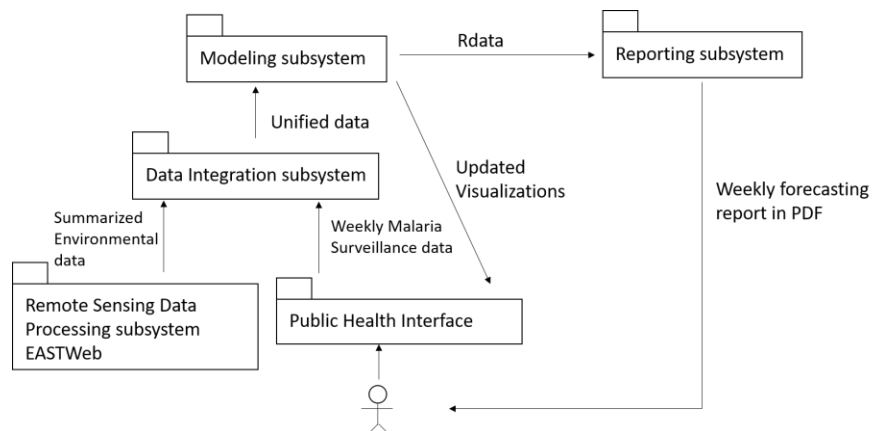 Modeling subsystem
Rdata
Reporting subsystem
Unified data
Data Integration subsystem
Updated
Visualizations
Summarized
Environmental
data
Weekly Malaria
Surveillance data
Weekly forecasting
report in PDF
Remote Sensing Data
Processing subsystem
EASTWeb
Public Health Interface